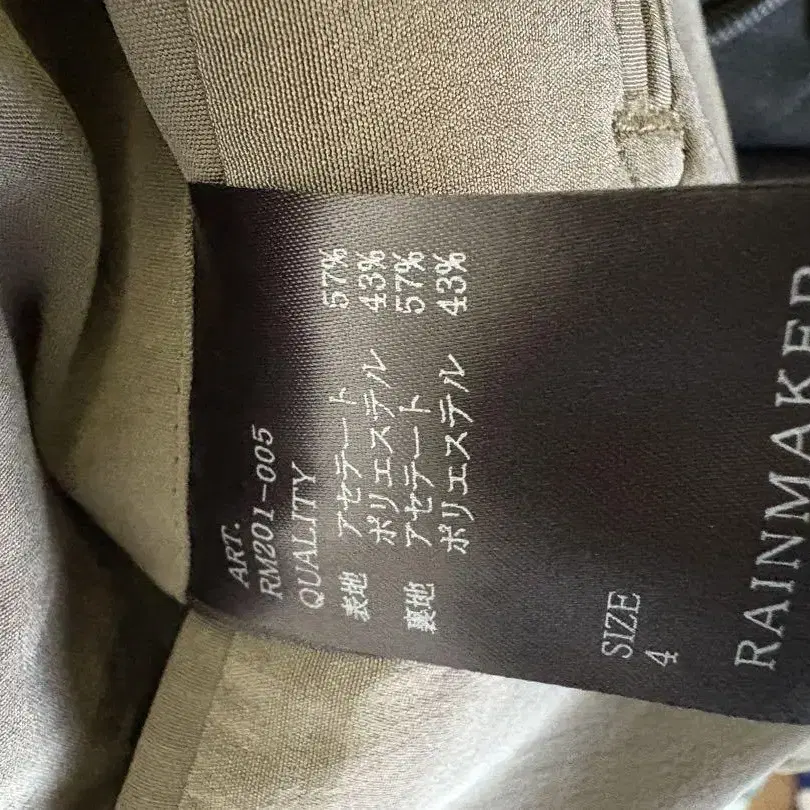 ART.
RM201-005
QUALITY
表地 アセテート 57%
ポリエステル 43%
裏地 アセテート 57%
ポリエステル 43%
SIZE
4
RAINMAKER